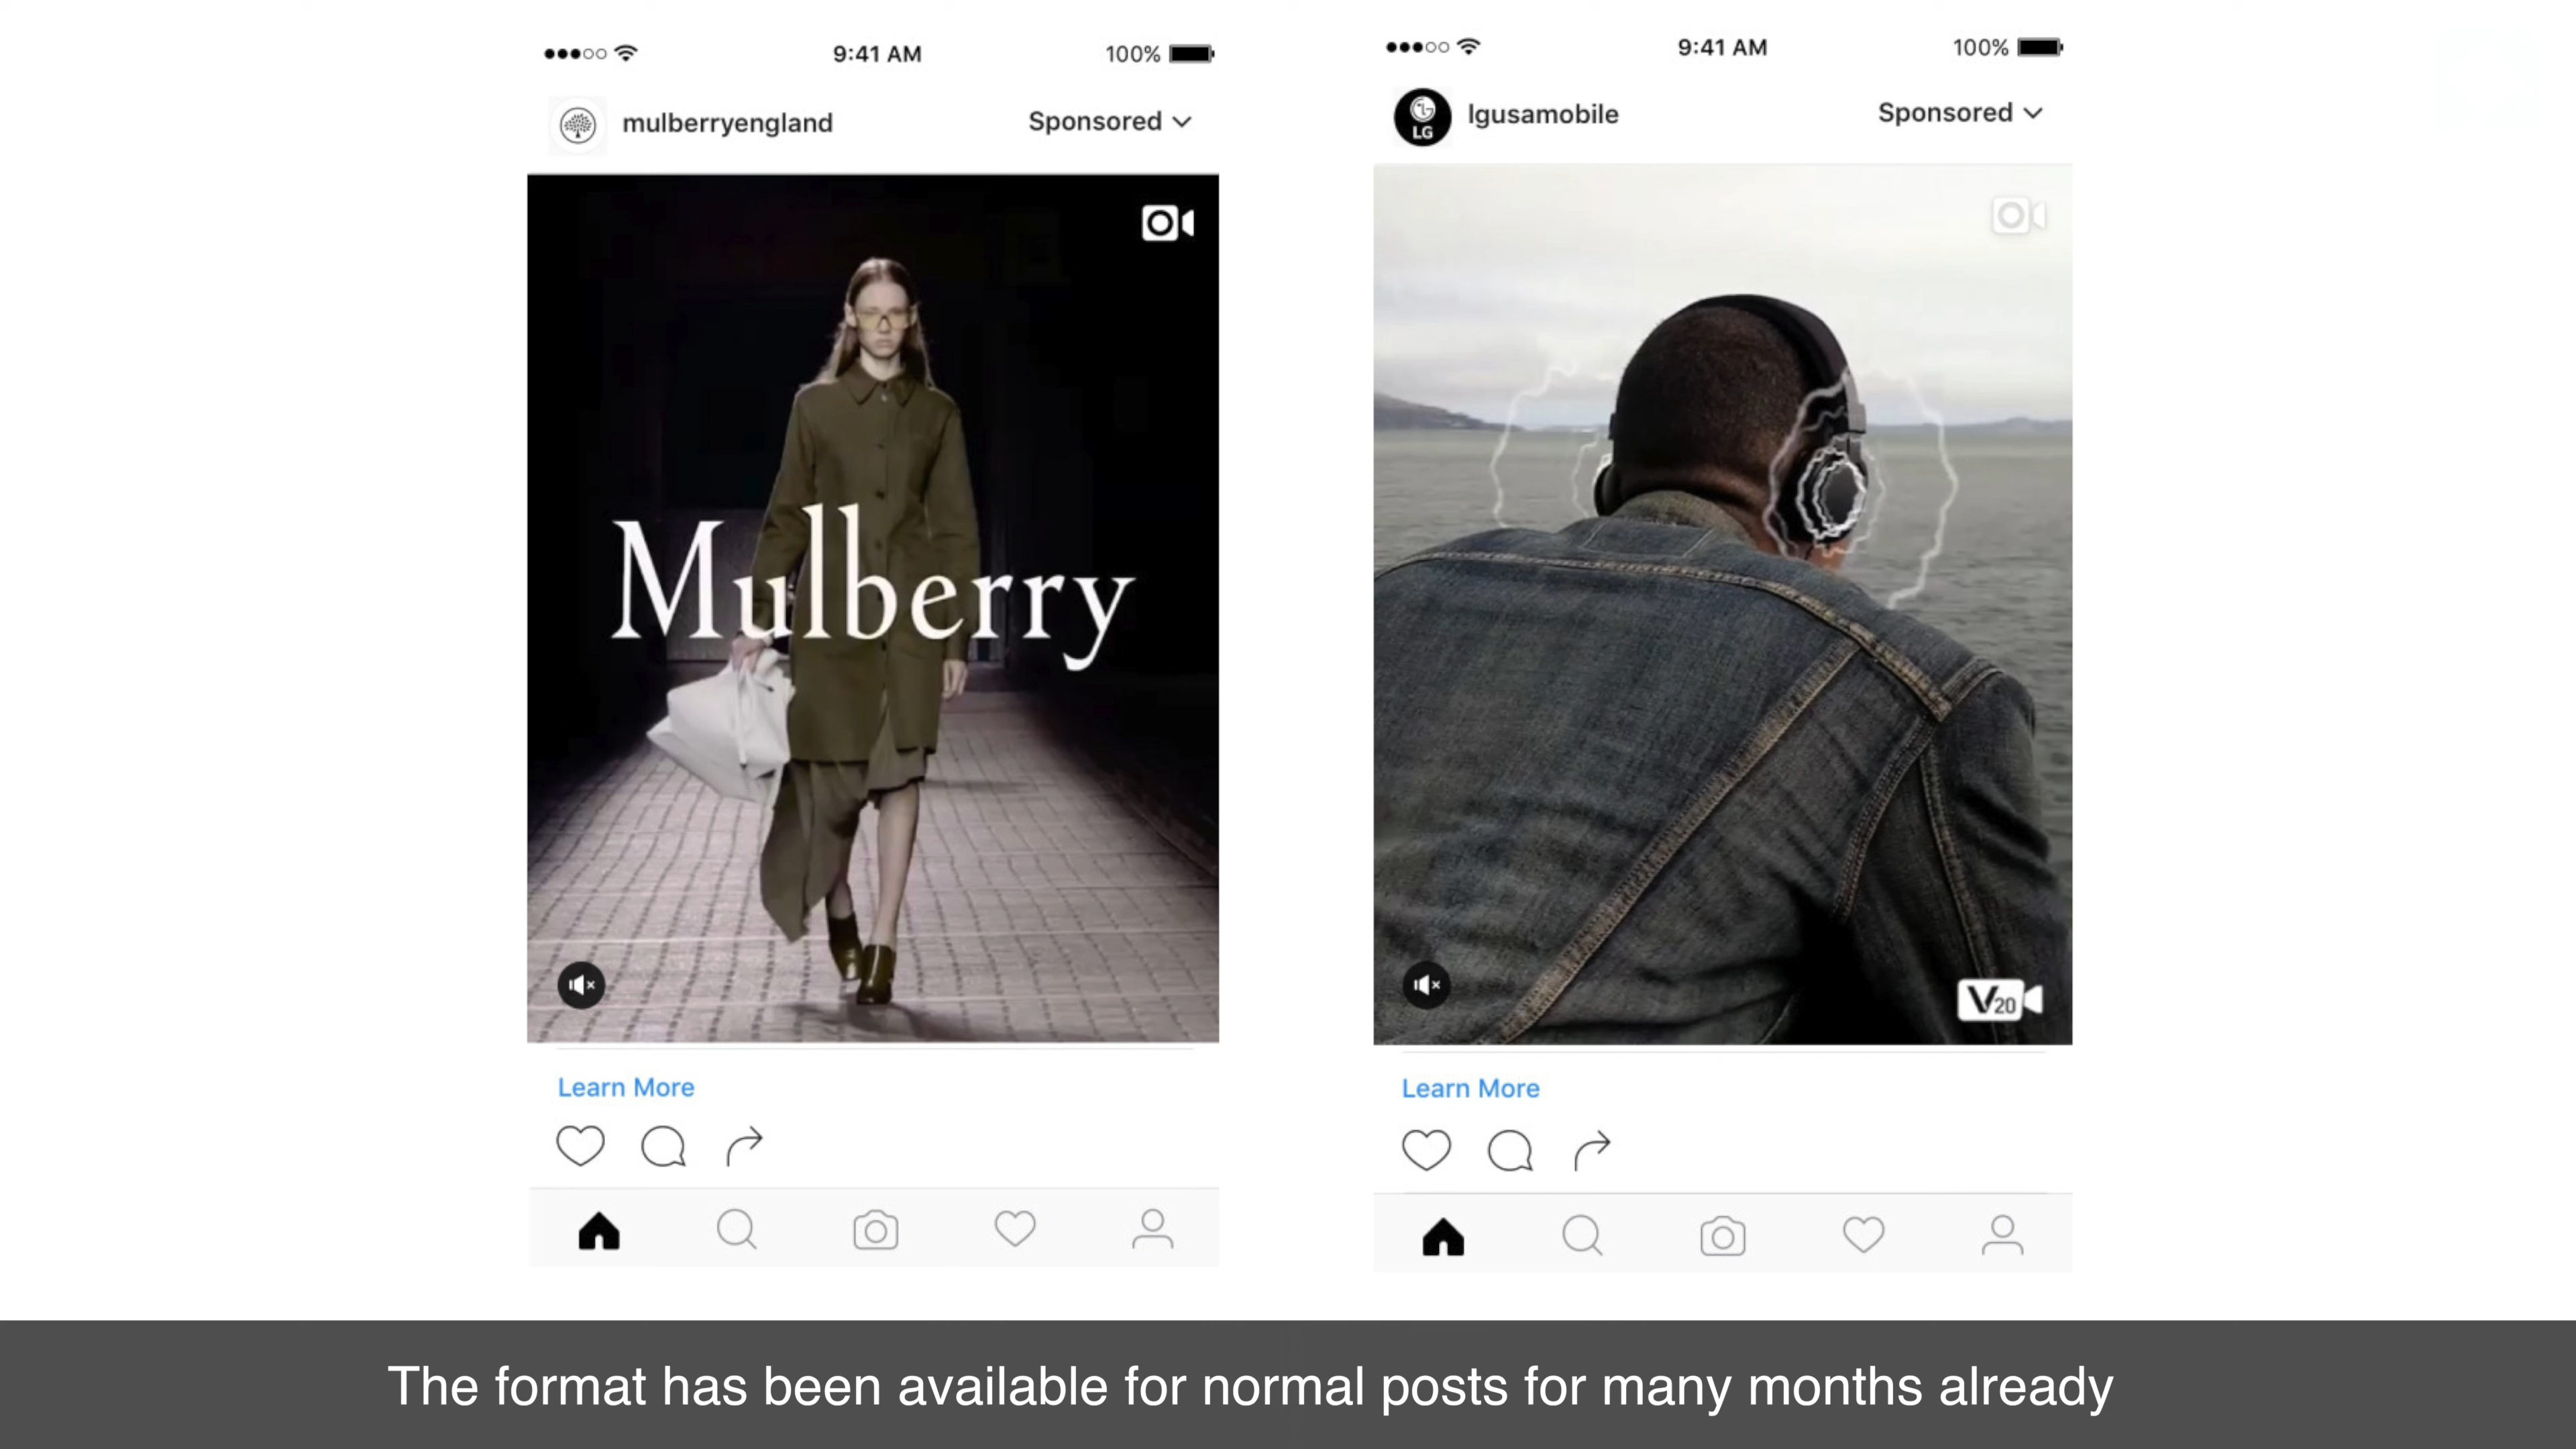 9:41 AM
100%
mulberryengland
Sponsored
Mulberry
Learn More
9:41 AM
100%
LG
lgusamobile
Sponsored
V20
Learn More
The format has been available for normal posts for many months already